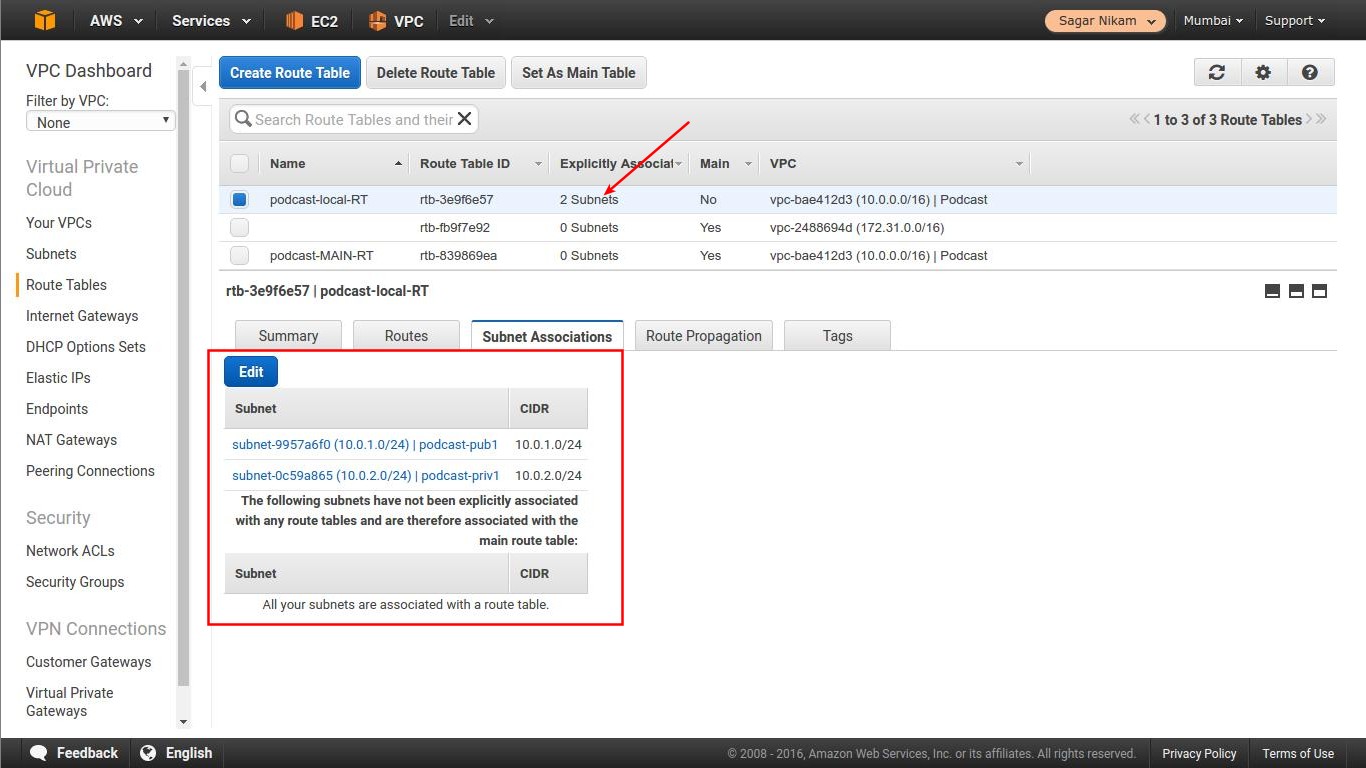 AWS Services EC2 VPC Edit Sagar Nikam Mumbai Support
VPC Dashboard
Filter by VPC:
None
Virtual Private
Cloud
Your VPCs
Subnets
Route Tables
Internet Gateways
DHCP Options Sets
Elastic IPs
Endpoints
NAT Gateways
Peering Connections
Security
Network ACLs
Security Groups
VPN Connections
Customer Gateways
Virtual Private
Gateways
Create Route Table Delete Route Table Set As Main Table
Search Route Tables and their 1 to 3 of 3 Route Tables
Name Route Table ID Explicitly Associat Main VPC
podcast-local-RT rtb-3e9f6e57 2 Subnets No vpc-bae412d3 (10.0.0.0/16) | Podcast
rtb-fb9f7e92 0 Subnets Yes vpc-2488694d (172.31.0.0/16)
podcast-MAIN-RT rtb-839869ea 0 Subnets Yes vpc-bae412d3 (10.0.0.0/16) | Podcast
rtb-3e9f6e57 | podcast-local-RT
Summary Routes Subnet Associations Route Propagation Tags
Edit
Subnet CIDR
subnet-9957a6f0 (10.0.1.0/24) | podcast-pub1 10.0.1.0/24
subnet-0c59a865 (10.0.2.0/24) | podcast-priv1 10.0.2.0/24
The following subnets have not been explicitly associated
with any route tables and are therefore associated with the
main route table:
Subnet CIDR
All your subnets are associated with a route table.
Feedback English © 2008 - 2016, Amazon Web Services, Inc. or its affiliates. All rights reserved. Privacy Policy Terms of Use